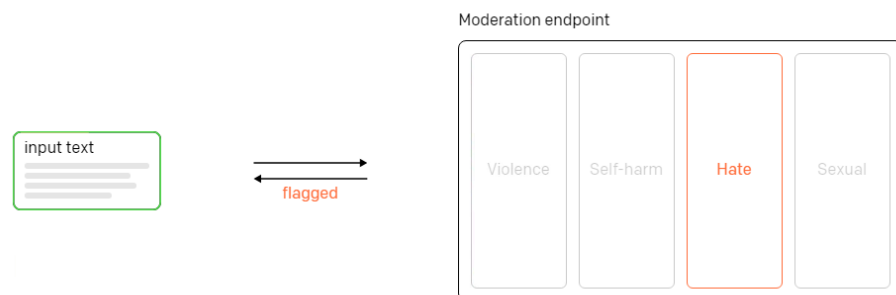 Moderation endpoint
input text
flagged
Violence
Self-harm
Hate
Sexual